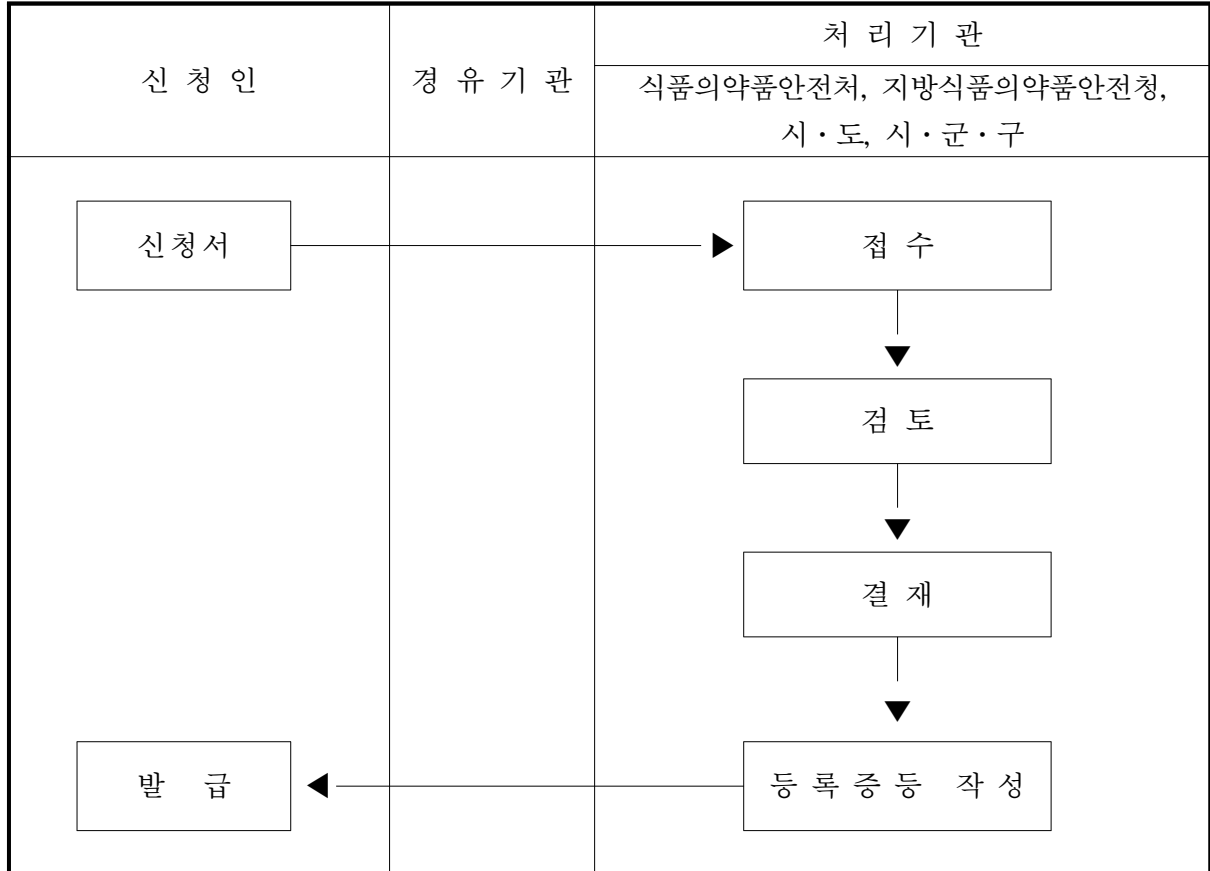 신 청 인
경 유 기 관
처 리 기 관
식품의약품안전처, 지방식품의약품안전청,
시·도, 시·군·구
신청서
접 수
검 토
결 재
발 급
등록증등 작성